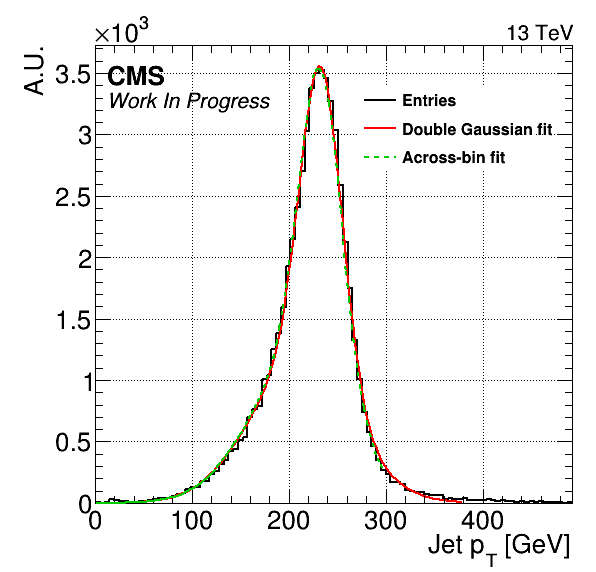 ×10³
13 TeV
A.U.
CMS
Work In Progress
Entries
Double Gaussian fit
Across-bin fit
3.5
3
2.5
2
1.5
1
0.5
0
0 100 200 300 400
Jet p_T [GeV]